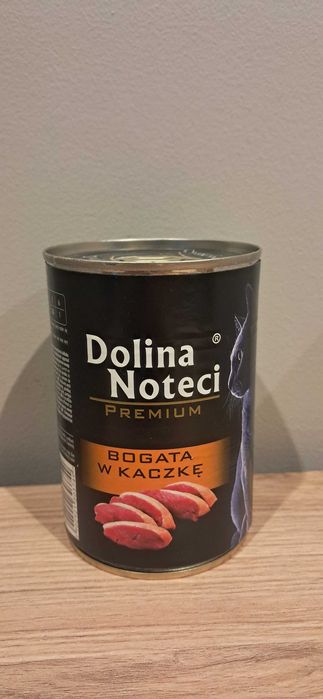 Dolina
Noteci®
PREMIUM
BOGATA
W KACZKĘ